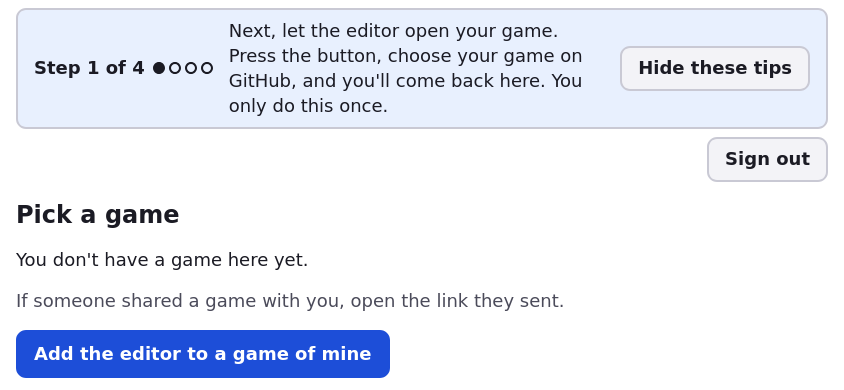 Step 1 of 4
Next, let the editor open your game.
Press the button, choose your game on
GitHub, and you'll come back here. You
only do this once.
Hide these tips
Sign out
Pick a game
You don't have a game here yet.
If someone shared a game with you, open the link they sent.
Add the editor to a game of mine